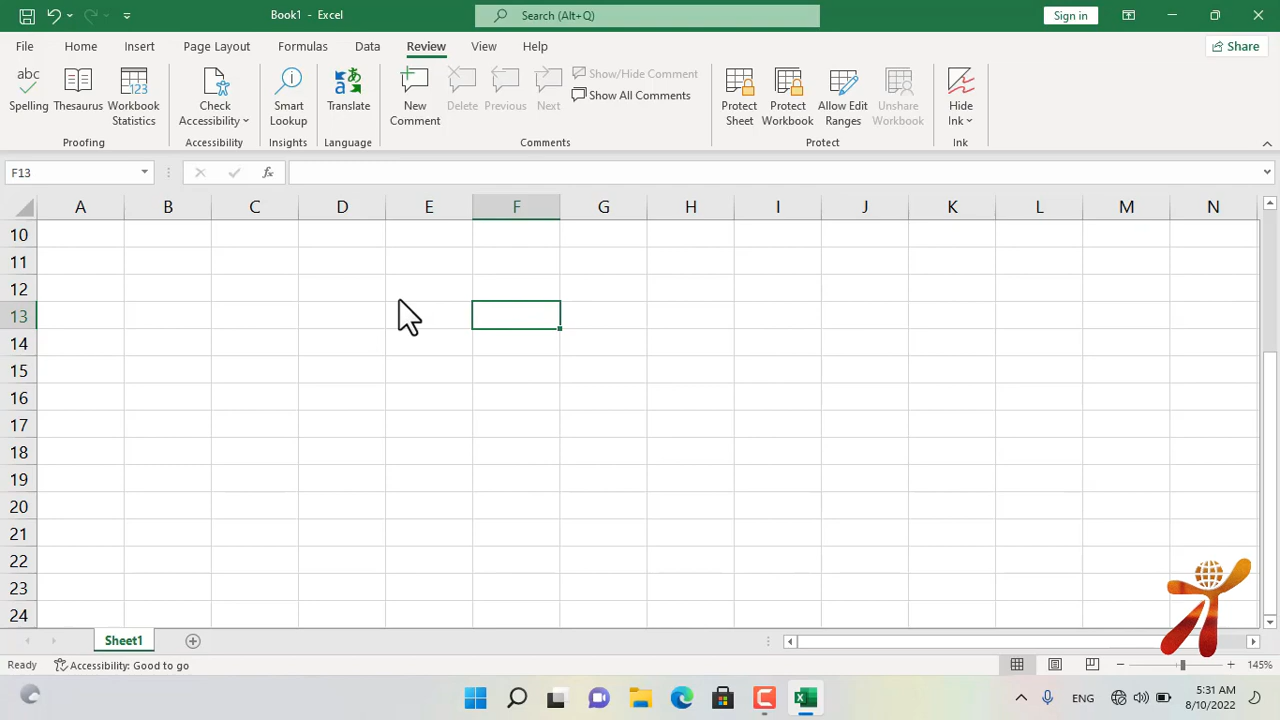 Book1 - Excel
Search (Alt+Q)
Sign in
File Home Insert Page Layout Formulas Data Review View Help
Share
Spelling
Thesaurus
Workbook Statistics
Proofing
Check Accessibility
Accessibility
Smart Lookup
Insights
Translate
Language
New Comment
Delete
Previous
Next
Show/Hide Comment
Show All Comments
Comments
Protect Sheet
Protect Workbook
Allow Edit Ranges
Unshare Workbook
Protect
Hide Ink
Ink
F13
fx
A B C D E F G H I J K L M N
10
11
12
13
14
15
16
17
18
19
20
21
22
23
24
Sheet1
Ready Accessibility: Good to go
145%
ENG
5:31 AM
8/10/2022